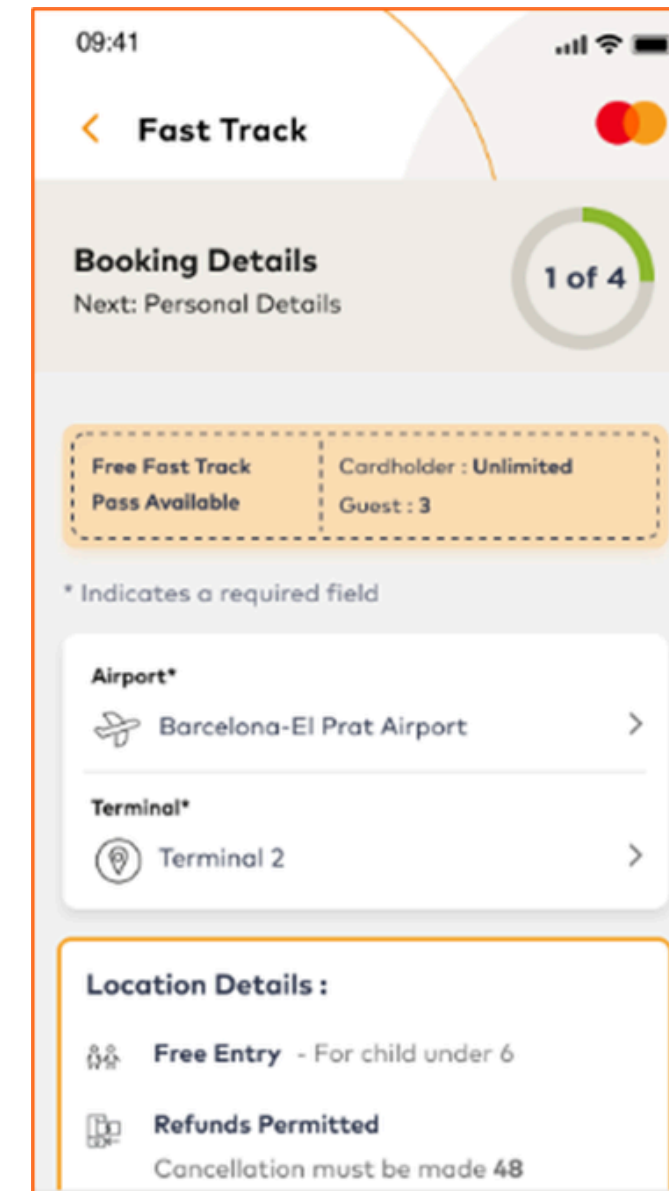 09:41
Fast Track
Booking Details
Next: Personal Details
1 of 4
Free Fast Track
Pass Available
Cardholder : Unlimited
Guest : 3
* Indicates a required field
Airport*
Barcelona-El Prat Airport
Terminal*
Terminal 2
Location Details :
Free Entry - For child under 6
Refunds Permitted
Cancellation must be made 48